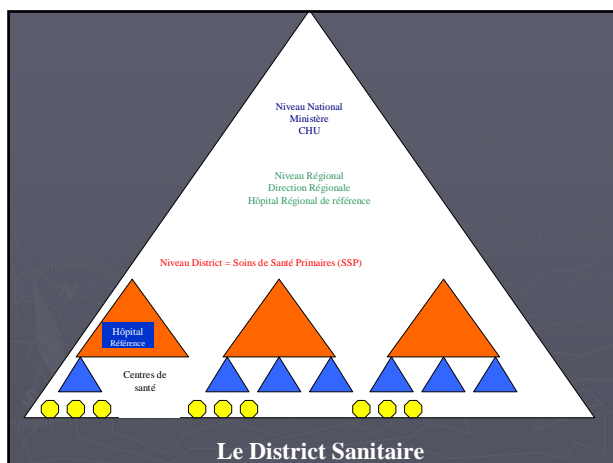 Niveau National
Ministère
CHU
Niveau Régional
Direction Régionale
Hôpital Régional de référence
Niveau District = Soins de Santé Primaires (SSP)
Hôpital
Référence
Centres de
santé
Le District Sanitaire